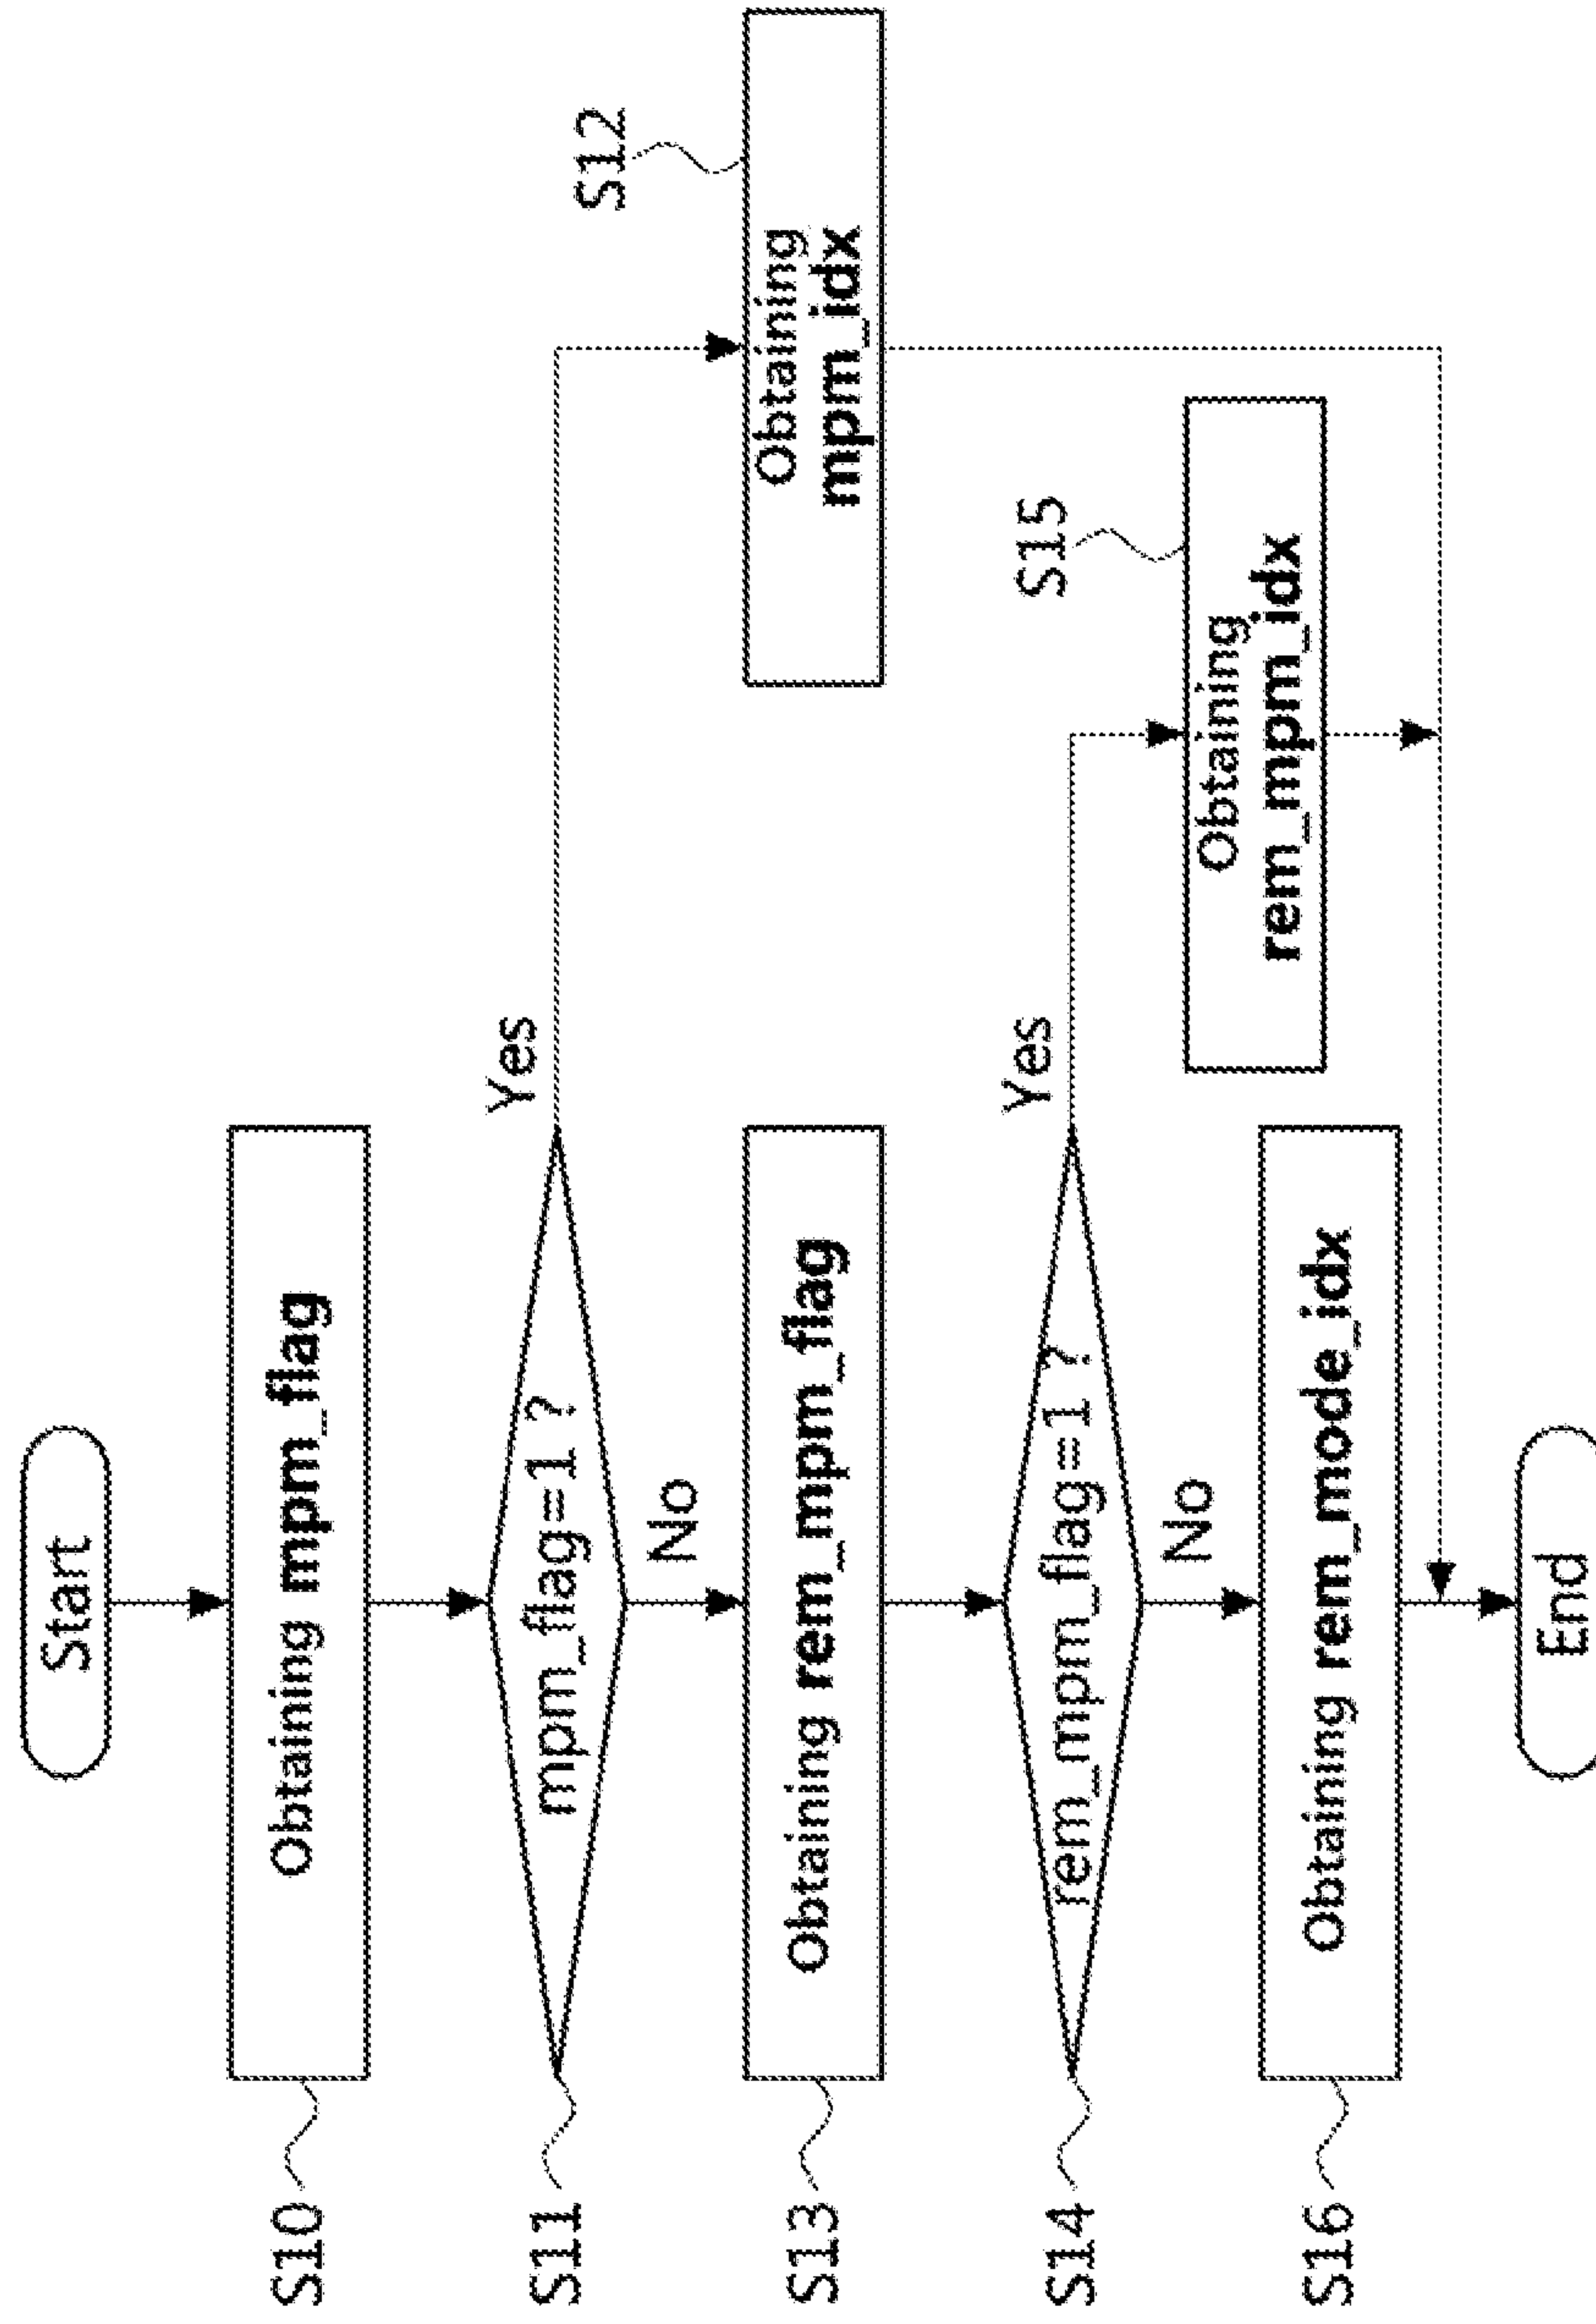 Start
S10
Obtaining mpm_flag
S11
mpm_flag=1 ?
Yes
No
S12
Obtaining
mpm_idx
S13
Obtaining rem_mpm_flag
S14
rem_mpm_flag=1 ?
Yes
No
S15
Obtaining
rem_mpm_idx
S16
Obtaining rem_mode_idx
End